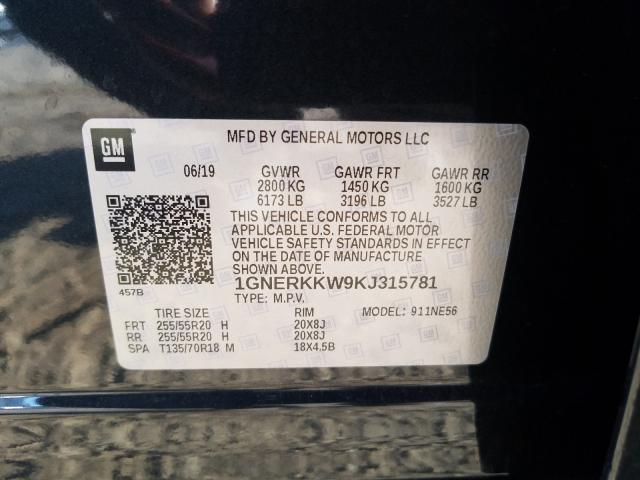 GM
MFD BY GENERAL MOTORS LLC
06/19 GVWR GAWR FRT GAWR RR
2800 KG 1450 KG 1600 KG
6173 LB 3196 LB 3527 LB
THIS VEHICLE CONFORMS TO ALL
APPLICABLE U.S. FEDERAL MOTOR
VEHICLE SAFETY STANDARDS IN EFFECT
ON THE DATE OF MANUFACTURE
SHOWN ABOVE.
1GNERKKW9KJ315781
457B
TYPE: M.P.V.
TIRE SIZE RIM MODEL: 911NE56
FRT 255/55R20 H 20X8J
RR 255/55R20 H 20X8J
SPA T135/70R18 M 18X4.5B